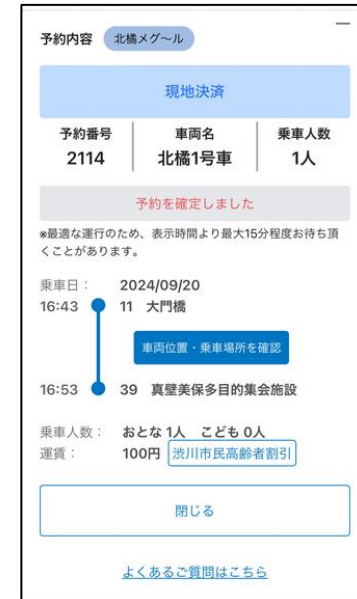 予約内容 北橘メグ〜ル
現地決済
予約番号 車両名 乗車人数
2114 北橘1号車 1人
予約を確定しました
※最適な運行のため、表示時間より最大15分程度お待ち頂
くことがあります。
乗車日： 2024/09/20
16:43 11 大門橋
車両位置・乗車場所を確認
16:53 39 真壁美保多目的集会施設
乗車人数： おとな 1人 こども 0人
運賃： 100円 渋川市民高齢者割引
閉じる
よくあるご質問はこちら